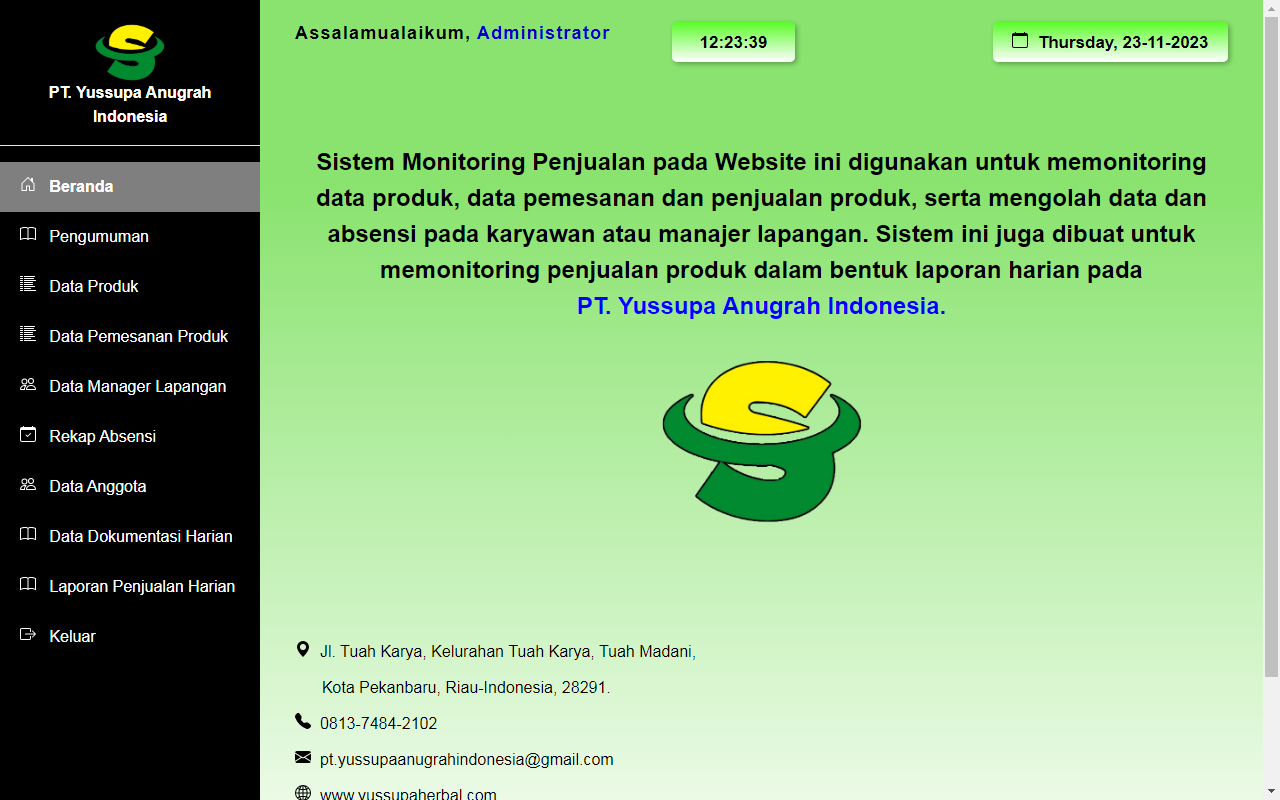 PT. Yussupa Anugrah
Indonesia
Beranda
Pengumuman
Data Produk
Data Pemesanan Produk
Data Manager Lapangan
Rekap Absensi
Data Anggota
Data Dokumentasi Harian
Laporan Penjualan Harian
Keluar
Assalamualaikum, Administrator
12:23:39
Thursday, 23-11-2023
Sistem Monitoring Penjualan pada Website ini digunakan untuk memonitoring
data produk, data pemesanan dan penjualan produk, serta mengolah data dan
absensi pada karyawan atau manajer lapangan. Sistem ini juga dibuat untuk
memonitoring penjualan produk dalam bentuk laporan harian pada
PT. Yussupa Anugrah Indonesia.
Jl. Tuah Karya, Kelurahan Tuah Karya, Tuah Madani,
Kota Pekanbaru, Riau-Indonesia, 28291.
0813-7484-2102
pt.yussupaanugrahindonesia@gmail.com
www.yussupaherbal.com